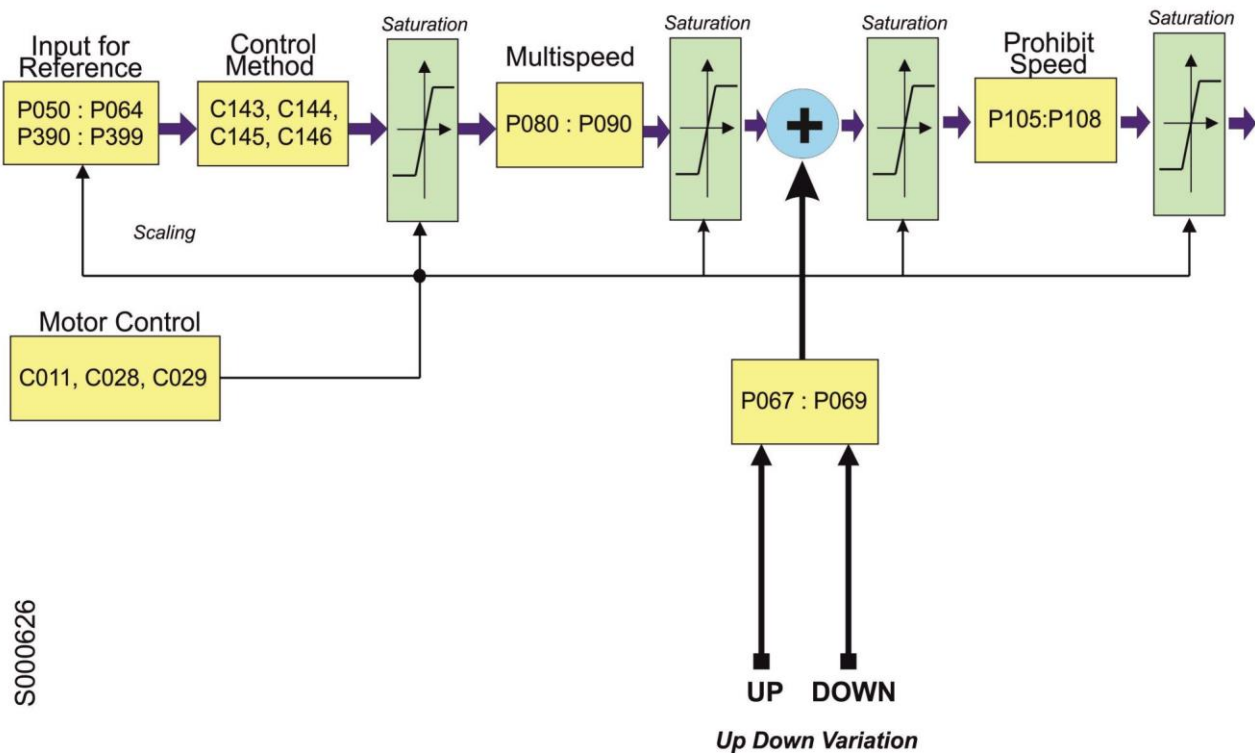 Input for
Reference
P050 : P064
P390 : P399
Control
Method
C143, C144,
C145, C146
Saturation
Multispeed
P080 : P090
Saturation
+
Saturation
Prohibit
Speed
P105:P108
Saturation
Scaling
Motor Control
C011, C028, C029
P067 : P069
UP DOWN
Up Down Variation
S000626